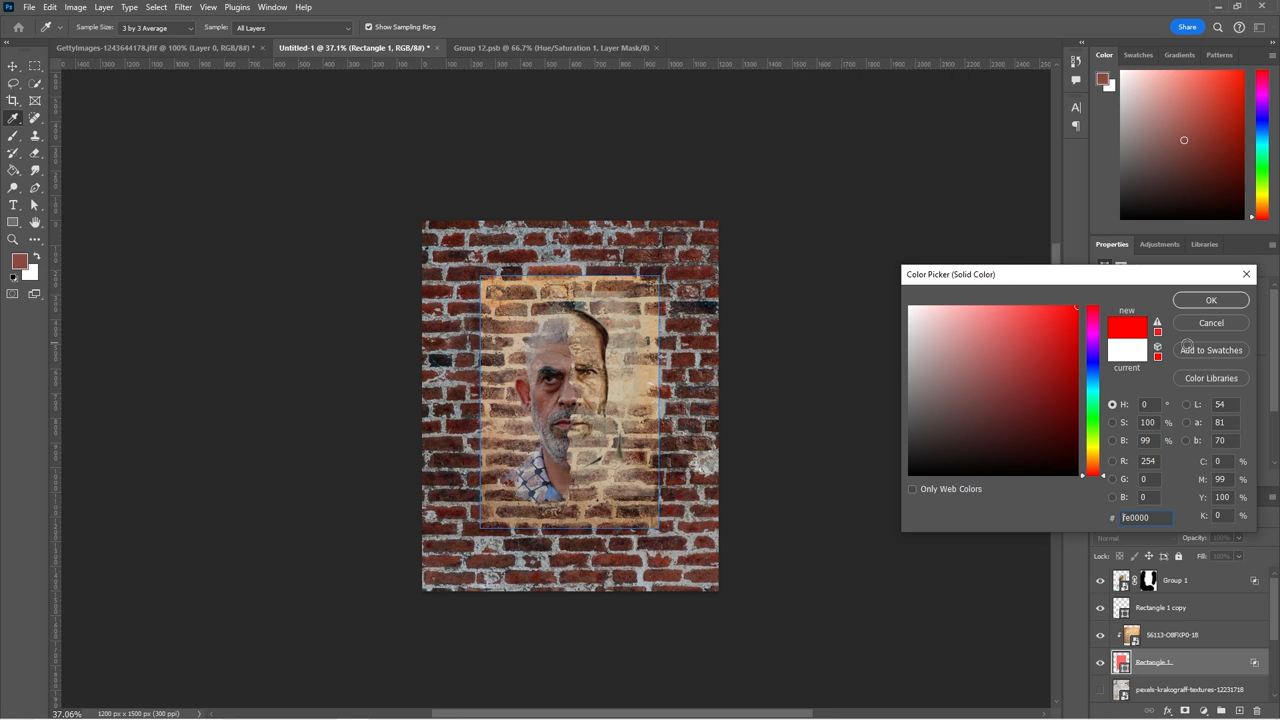 Ps File Edit Image Layer Type Select Filter View Plugins Window Help
Sample Size: 3 by 3 Average Sample: All Layers Show Sampling Ring Share
GettyImages-1243644178.jfif @ 100% (Layer 0, RGB/8#) * × Untitled-1 @ 37.1% (Rectangle 1, RGB/8#) * × Group 12.psb @ 66.7% (Hue/Saturation 1, Layer Mask/8) ×
Color Swatches Gradients Patterns
Properties Adjustments Libraries
Color Picker (Solid Color)
OK
new
Cancel
Add to Swatches
current
Color Libraries
H: 0 ° L: 54
S: 100 % a: 81
B: 99 % b: 70
R: 254 C: 0 %
G: 0 M: 99 %
Only Web Colors
B: 0 Y: 100 %
# fe0000 K: 0 %
Normal Opacity: 100%
Lock: Fill: 100%
Group 1
Rectangle 1 copy
56113-O8FXP0-18
Rectangle 1
pexels-krakograff-textures-12231718
37.06% 1200 px x 1500 px (300 ppi)